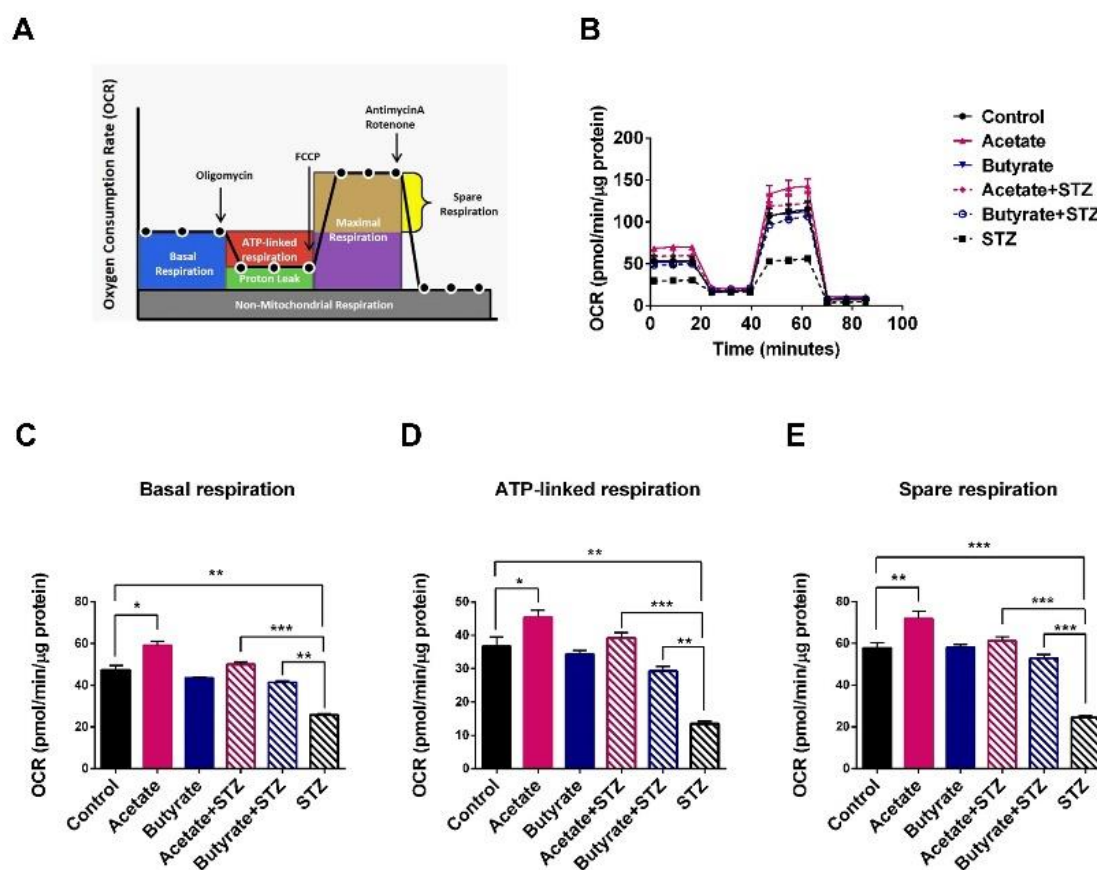 A
Oxygen Consumption Rate (OCR)
Oligomycin
FCCP
AntimycinA
Rotenone
Spare
Respiration
Basal
Respiration
ATP-linked
respiration
Proton Leak
Maximal
Respiration
Non-Mitochondrial Respiration
B
OCR (pmol/min/µg protein)
200
150
100
50
0
0 20 40 60 80 100
Time (minutes)
Control
Acetate
Butyrate
Acetate+STZ
Butyrate+STZ
STZ
C
Basal respiration
OCR (pmol/min/µg protein)
80
60
40
20
0
**
*
***
**
Control
Acetate
Butyrate
Acetate+STZ
Butyrate+STZ
STZ
D
ATP-linked respiration
OCR (pmol/min/µg protein)
50
40
30
20
10
0
**
*
***
**
Control
Acetate
Butyrate
Acetate+STZ
Butyrate+STZ
STZ
E
Spare respiration
OCR (pmol/min/µg protein)
80
60
40
20
0
***
**
***
***
Control
Acetate
Butyrate
Acetate+STZ
Butyrate+STZ
STZ